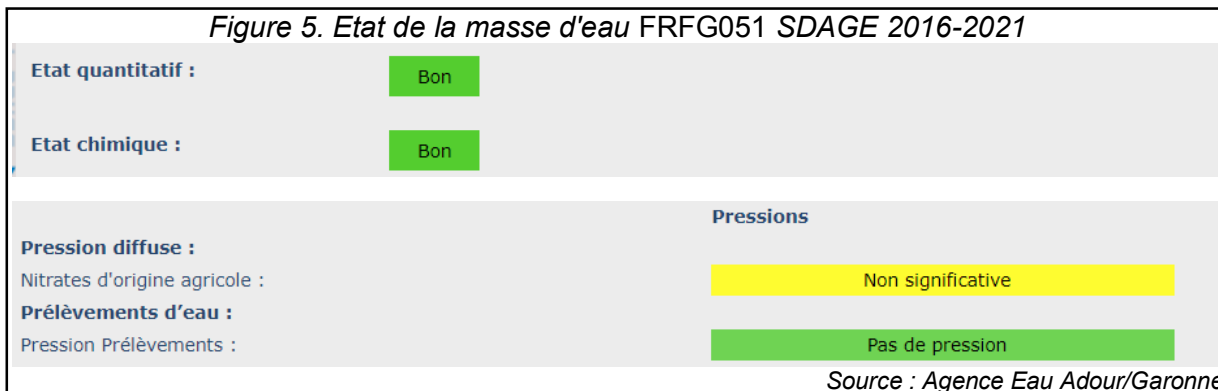 Figure 5. Etat de la masse d'eau FRFG051 SDAGE 2016-2021
Etat quantitatif : Bon
Etat chimique : Bon
Pressions
Pression diffuse :
Nitrates d'origine agricole : Non significative
Prélèvements d'eau :
Pression Prélèvements : Pas de pression
Source : Agence Eau Adour/Garonne